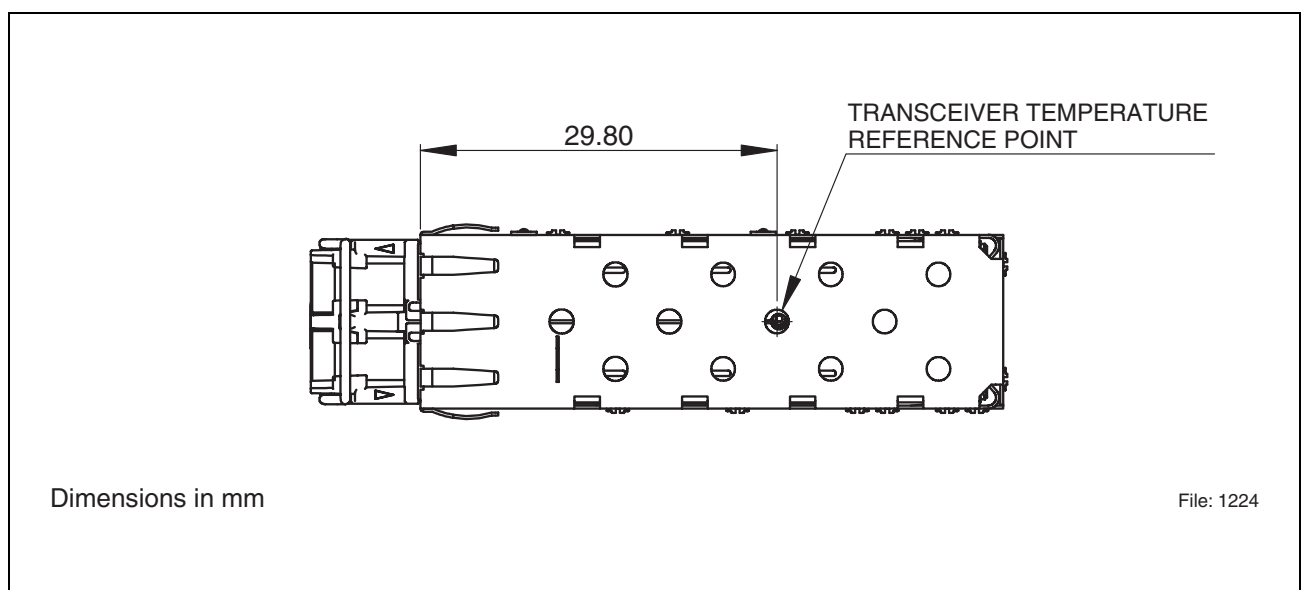 29.80
TRANSCEIVER TEMPERATURE
REFERENCE POINT
Dimensions in mm
File: 1224